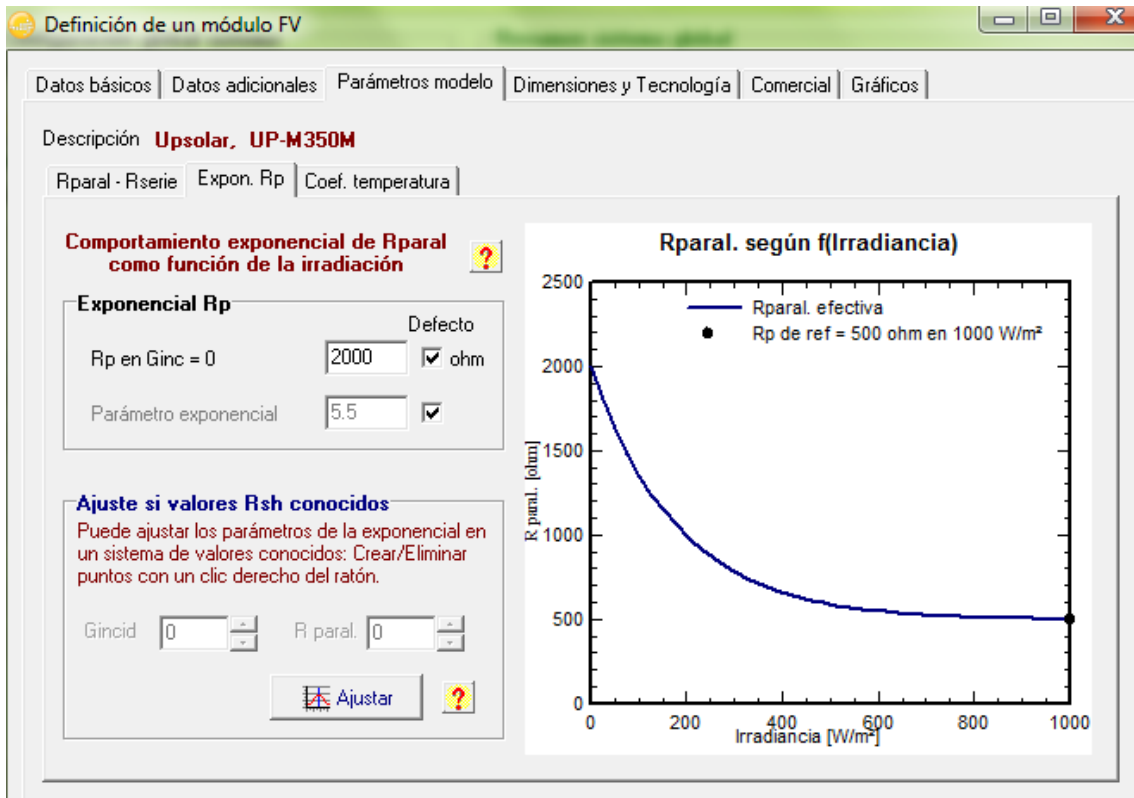 Definición de un módulo FV
Datos básicos Datos adicionales Parámetros modelo Dimensiones y Tecnología Comercial Gráficos
Descripción Upsolar, UP-M350M
Rparal - Rserie Expon. Rp Coef. temperatura
Comportamiento exponencial de Rparal
como función de la irradiación
?
Exponencial Rp
Defecto
Rp en Ginc = 0 2000 ohm
Parámetro exponencial 5.5
Ajuste si valores Rsh conocidos
Puede ajustar los parámetros de la exponencial en
un sistema de valores conocidos: Crear/Eliminar
puntos con un clic derecho del ratón.
Gincid 0 R paral. 0
Ajustar ?
Rparal. según f(Irradiancia)
Rparal. efectiva
Rp de ref = 500 ohm en 1000 W/m²
R paral. [ohm]
2500
2000
1500
1000
500
0
0 200 400 600 800 1000
Irradiancia [W/m²]